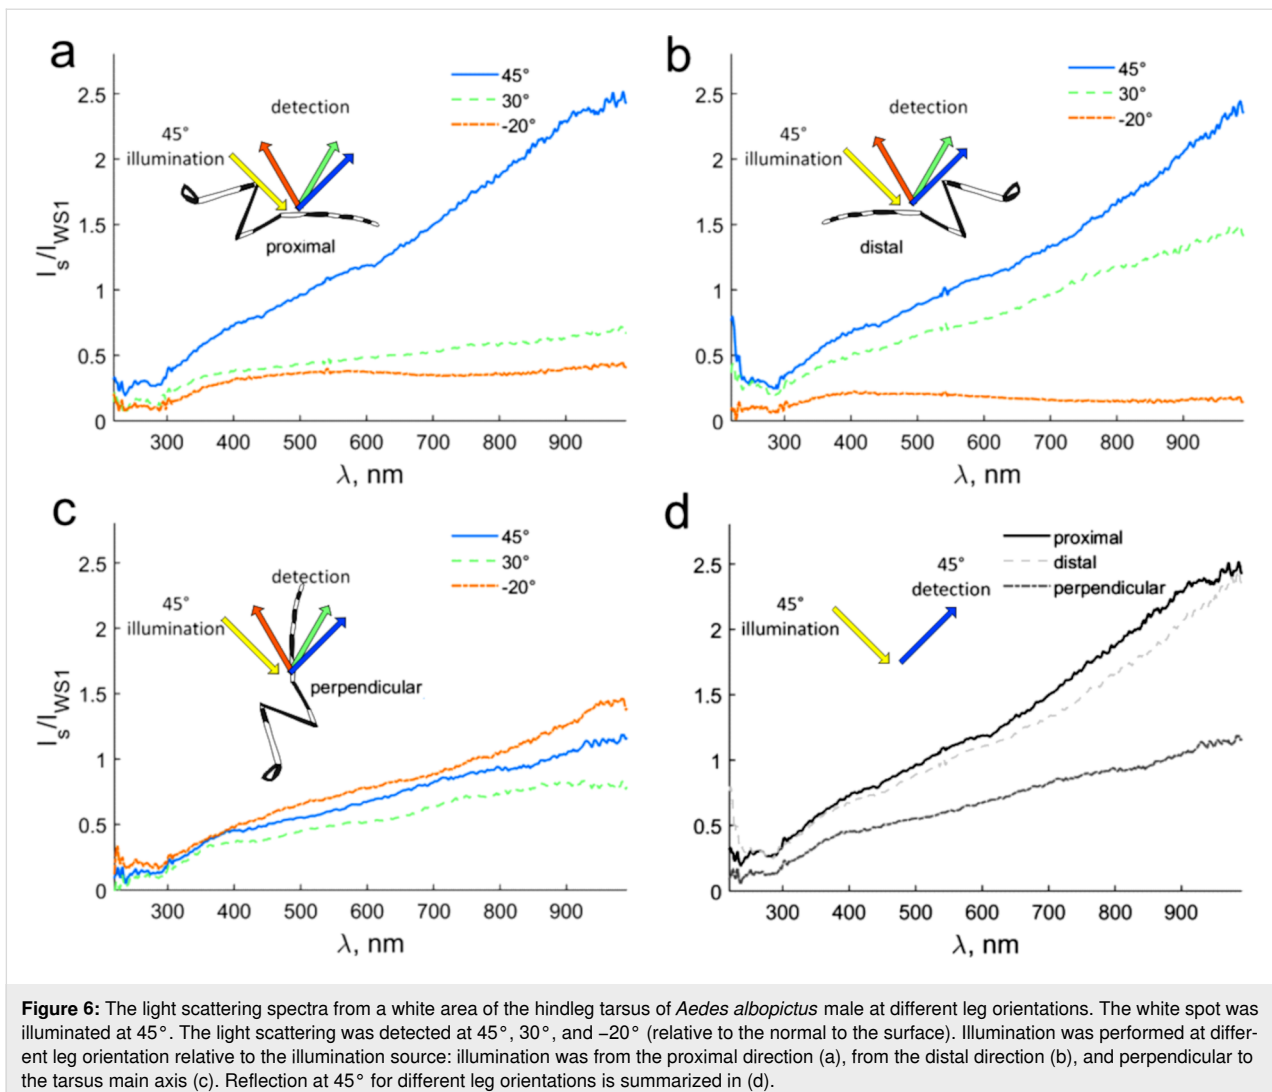 a
45°
30°
-20°
detection
45°
illumination
proximal
2.5
2
1.5
1
0.5
0
I_s/I_WS1
300 400 500 600 700 800 900
λ, nm
b
45°
30°
-20°
detection
45°
illumination
distal
2.5
2
1.5
1
0.5
0
300 400 500 600 700 800 900
λ, nm
c
45°
30°
-20°
detection
45°
illumination
perpendicular
2.5
2
1.5
1
0.5
0
I_s/I_WS1
300 400 500 600 700 800 900
λ, nm
d
proximal
distal
perpendicular
45°
detection
45°
illumination
2.5
2
1.5
1
0.5
0
300 400 500 600 700 800 900
λ, nm
Figure 6: The light scattering spectra from a white area of the hindleg tarsus of Aedes albopictus male at different leg orientations. The white spot was
illuminated at 45°. The light scattering was detected at 45°, 30°, and −20° (relative to the normal to the surface). Illumination was performed at differ-
ent leg orientation relative to the illumination source: illumination was from the proximal direction (a), from the distal direction (b), and perpendicular to
the tarsus main axis (c). Reflection at 45° for different leg orientations is summarized in (d).